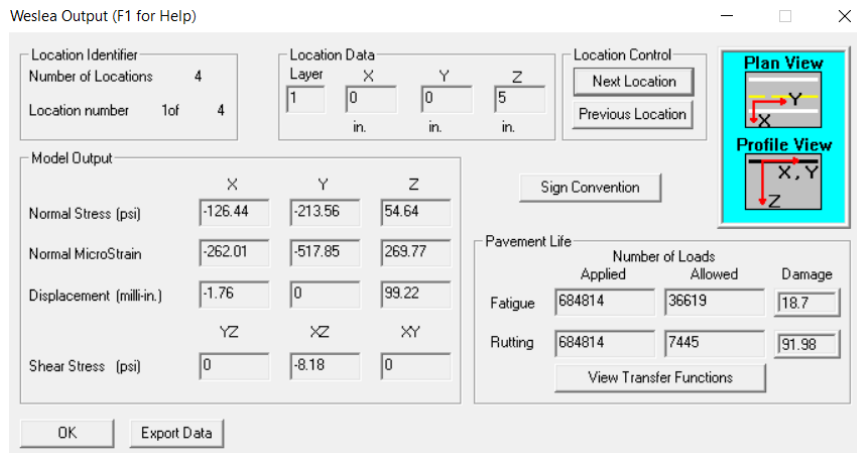 Weslea Output (F1 for Help)
Location Identifier
Number of Locations 4
Location number 1of 4
Location Data
Layer X Y Z
1 0 0 5
in. in. in.
Location Control
Next Location
Previous Location
Plan View
Y
X
Profile View
X, Y
Z
Model Output
X Y Z
Normal Stress (psi) -126.44 -213.56 54.64
Normal MicroStrain -262.01 -517.85 269.77
Displacement (milli-in.) -1.76 0 99.22
YZ XZ XY
Shear Stress (psi) 0 -8.18 0
Sign Convention
Pavement Life
Number of Loads
Applied Allowed Damage
Fatigue 684814 36619 18.7
Rutting 684814 7445 91.98
View Transfer Functions
OK Export Data